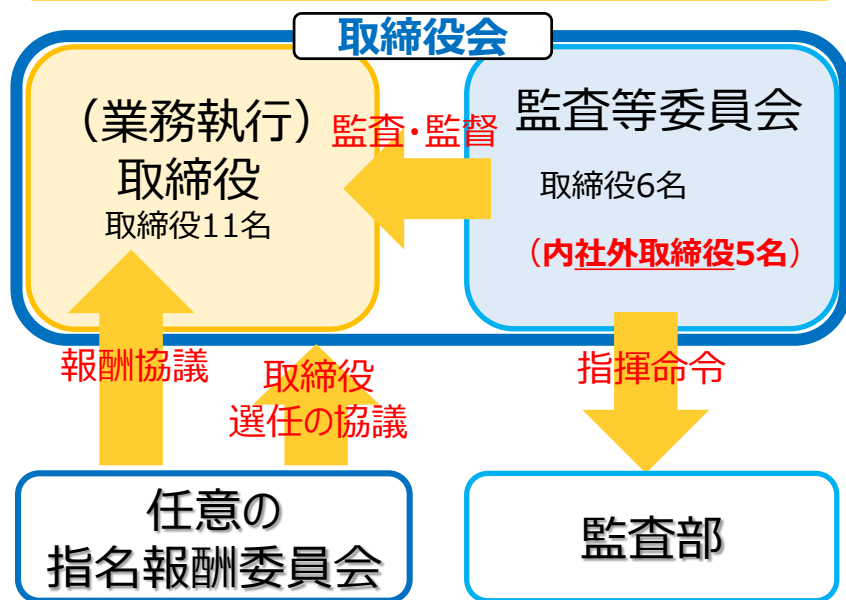 取締役会
（業務執行）
取締役
取締役11名
監査・監督
監査等委員会
取締役6名
（内社外取締役5名）
報酬協議
取締役
選任の協議
指揮命令
任意の
指名報酬委員会
監査部